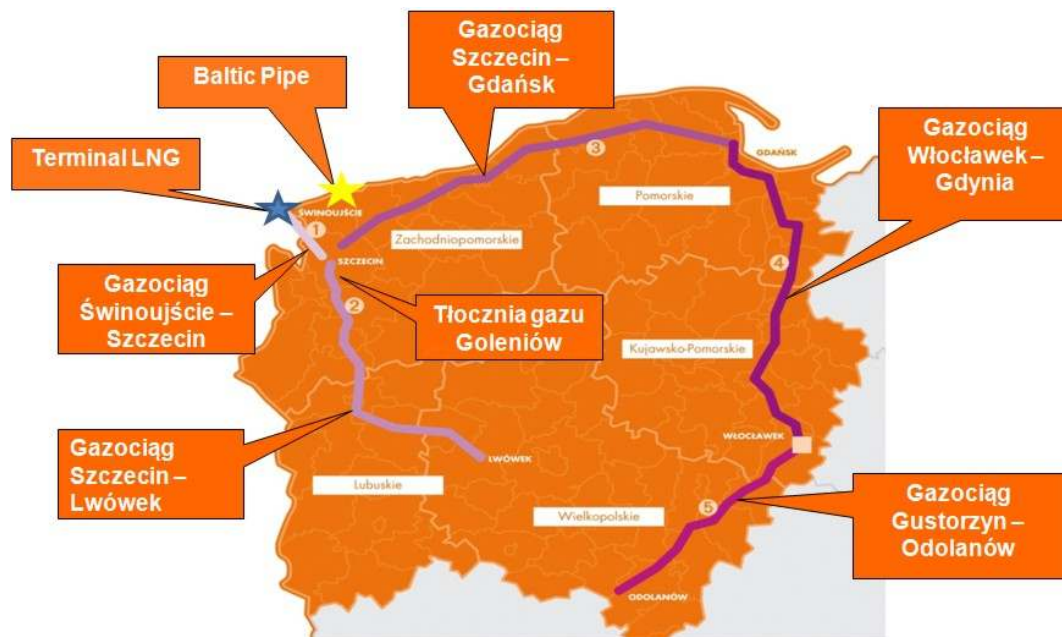 Gazociąg
Szczecin –
Gdańsk
Baltic Pipe
Terminal LNG
Gazociąg
Włocławek –
Gdynia
3
GDAŃSK
Pomorskie
ŚWINOUJŚCIE
1
Zachodniopomorskie
SZCZECIN
4
Gazociąg
Świnoujście –
Szczecin
2
Tłocznia gazu
Goleniów
Kujawsko-Pomorskie
WŁOCŁAWEK
Gazociąg
Szczecin –
Lwówek
LWÓWEK
Lubuskie
Wielkopolskie
5
Gazociąg
Gustorzyn –
Odolanów
ODOLANÓW